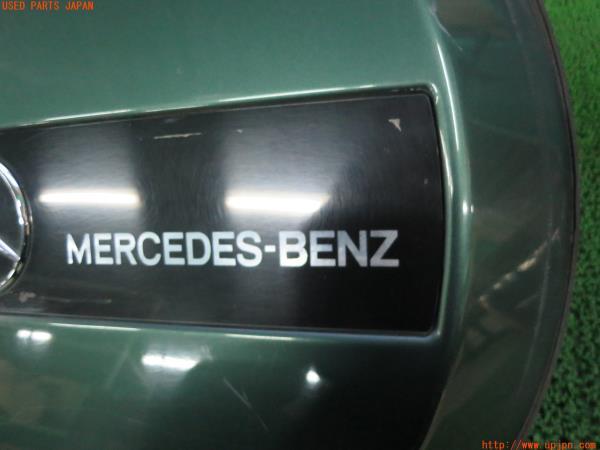 USED PARTS JAPAN
MERCEDES-BENZ
http://www.upjpn.com